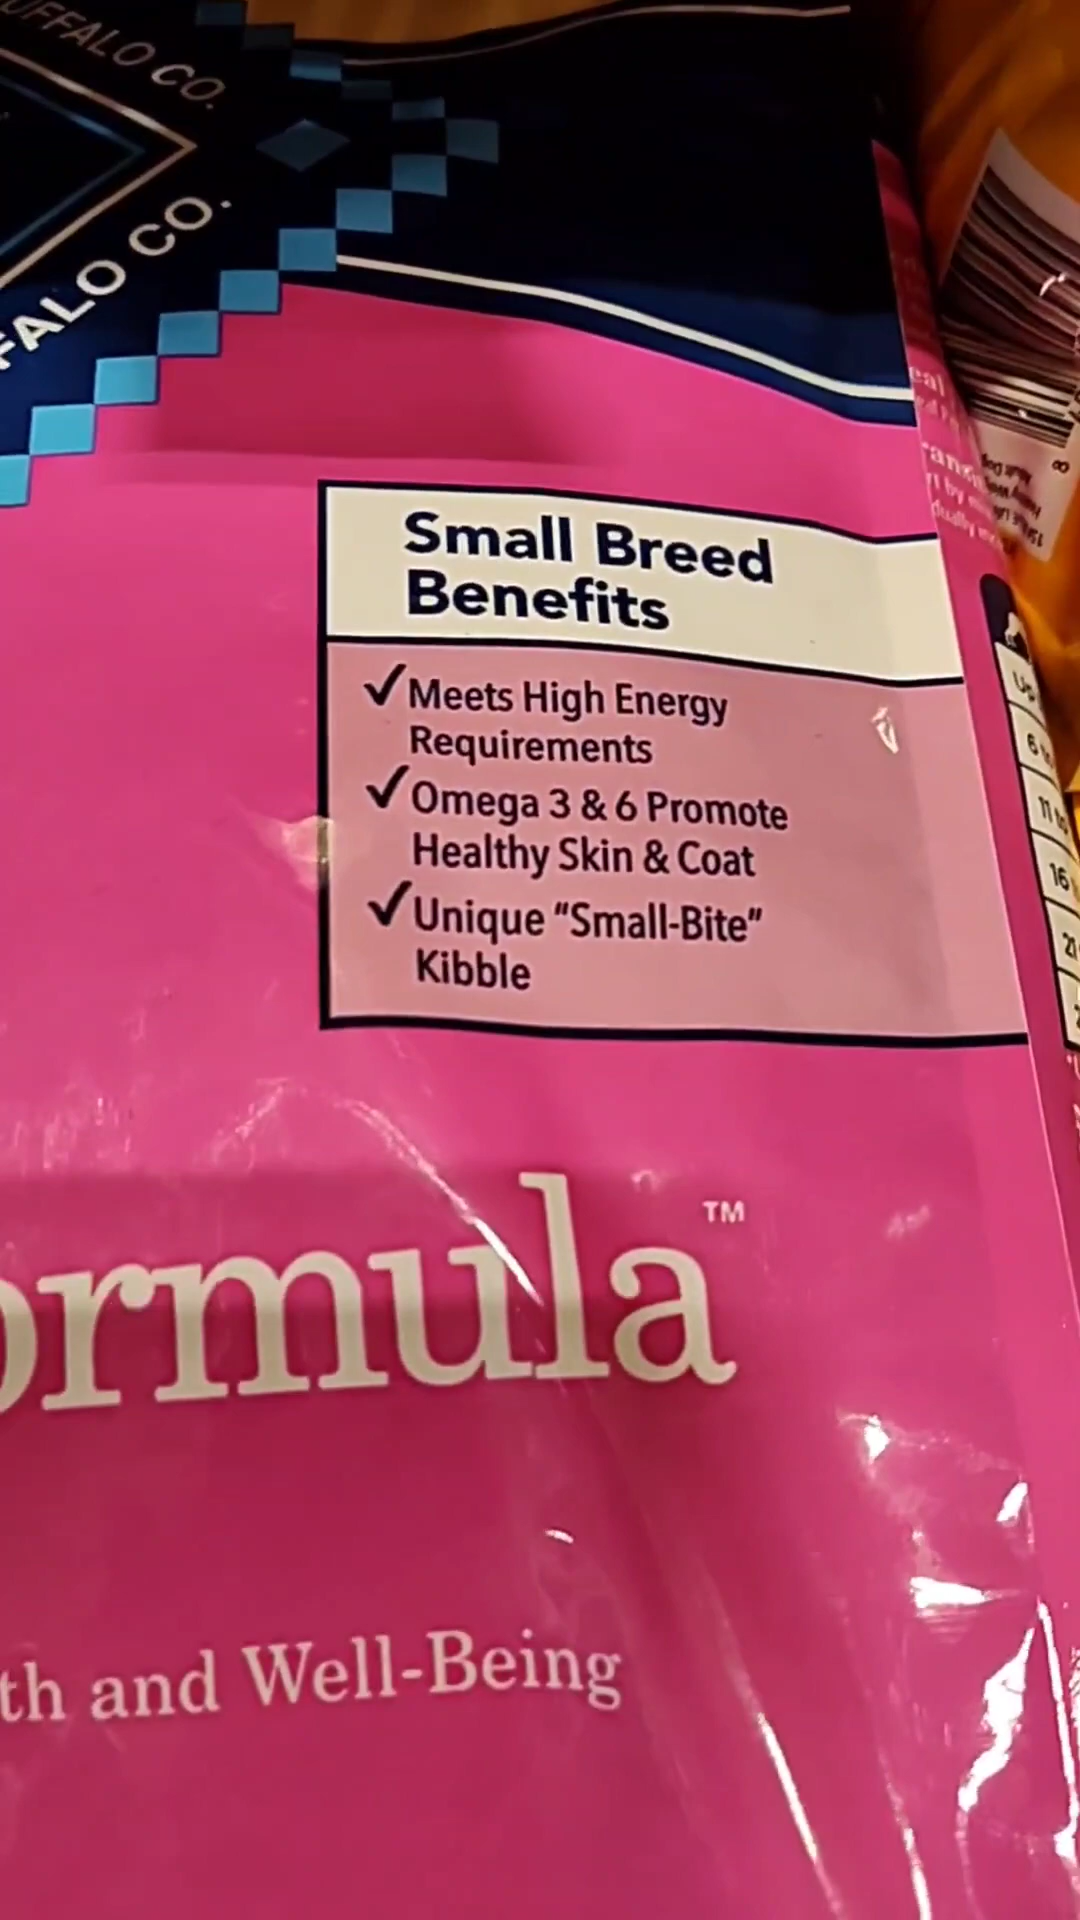 UFFALO CO.
FALO CO.
Small Breed
Benefits
✓Meets High Energy
Requirements
✓Omega 3 & 6 Promote
Healthy Skin & Coat
✓Unique "Small-Bite"
Kibble
ormula™
th and Well-Being